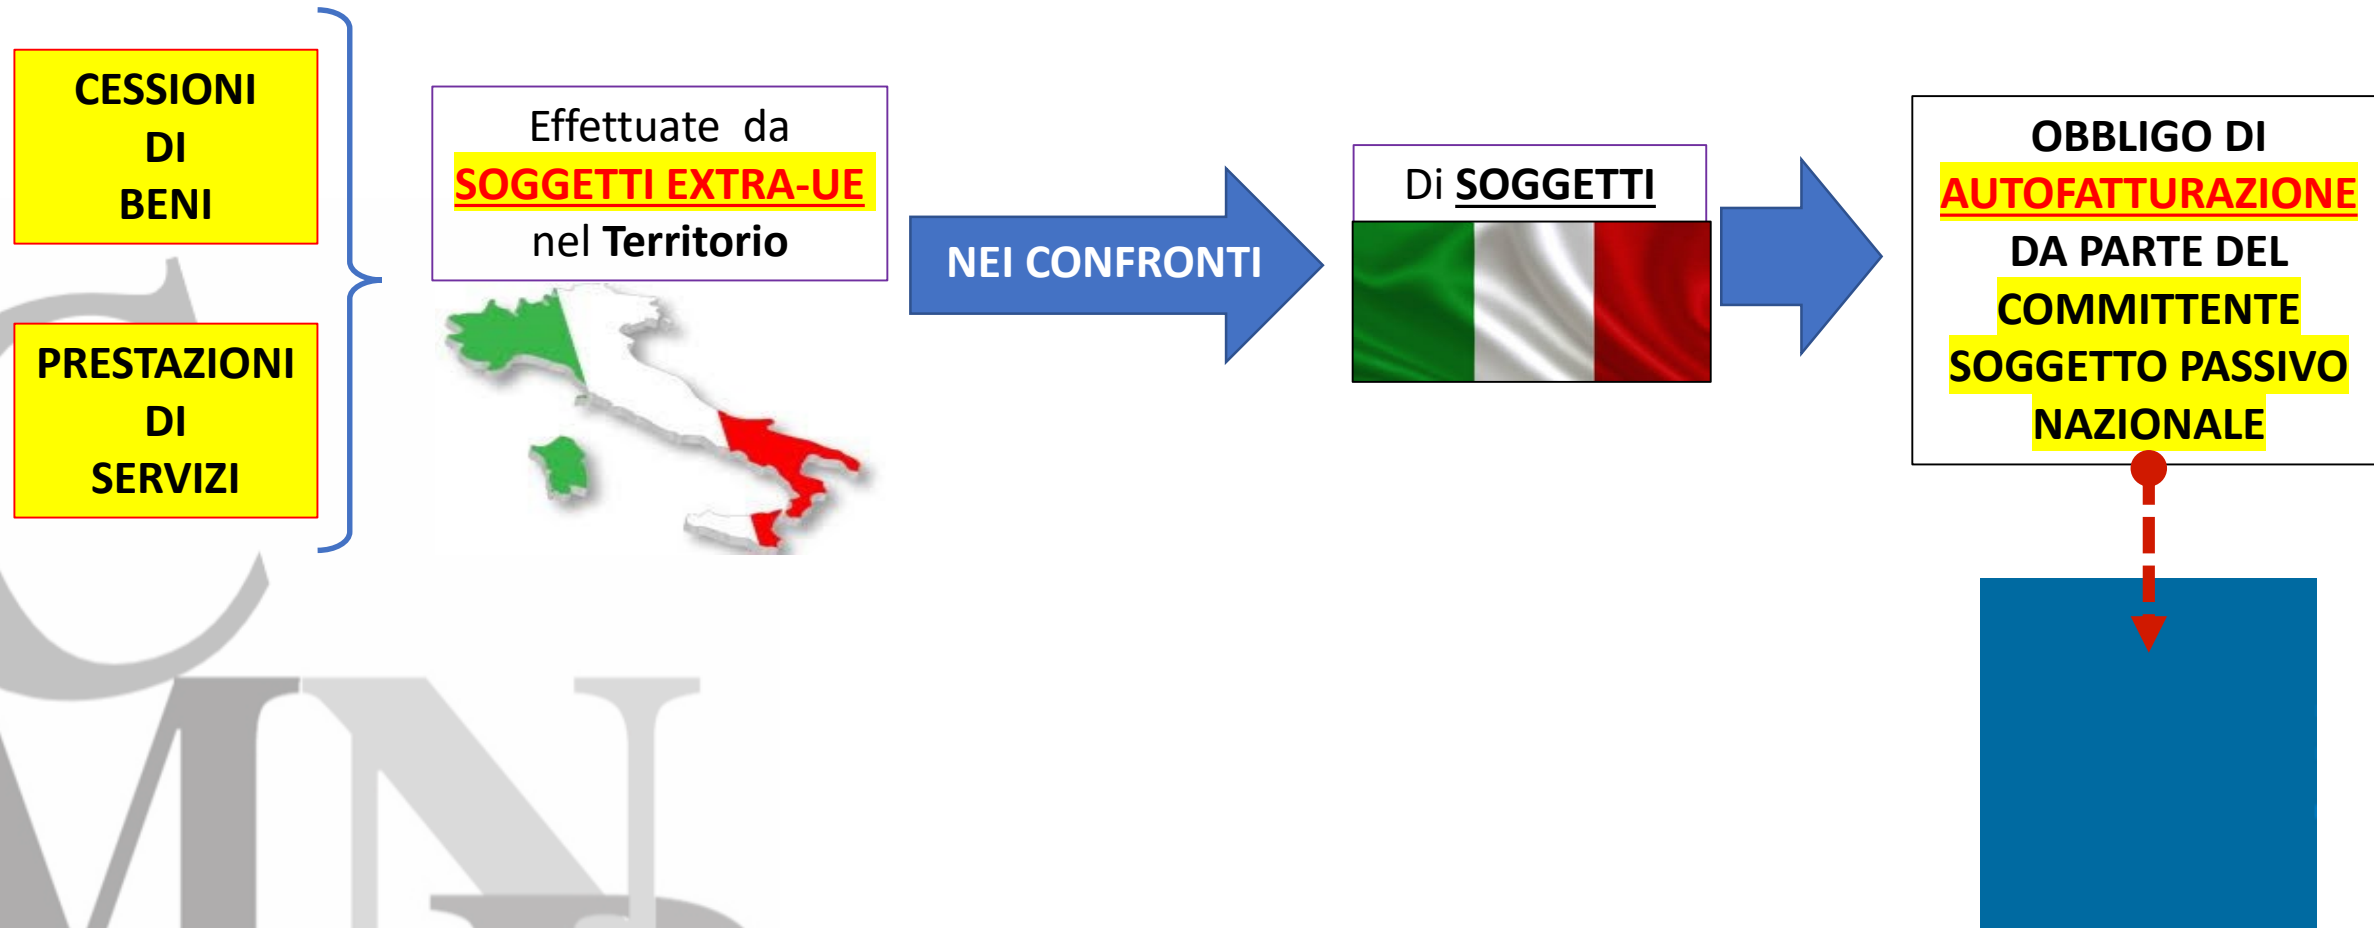 CESSIONI
DI
BENI
PRESTAZIONI
DI
SERVIZI
Effettuate da
SOGGETTI EXTRA-UE
nel Territorio
NEI CONFRONTI
Di SOGGETTI
OBBLIGO DI
AUTOFATTURAZIONE
DA PARTE DEL
COMMITTENTE
SOGGETTO PASSIVO
NAZIONALE